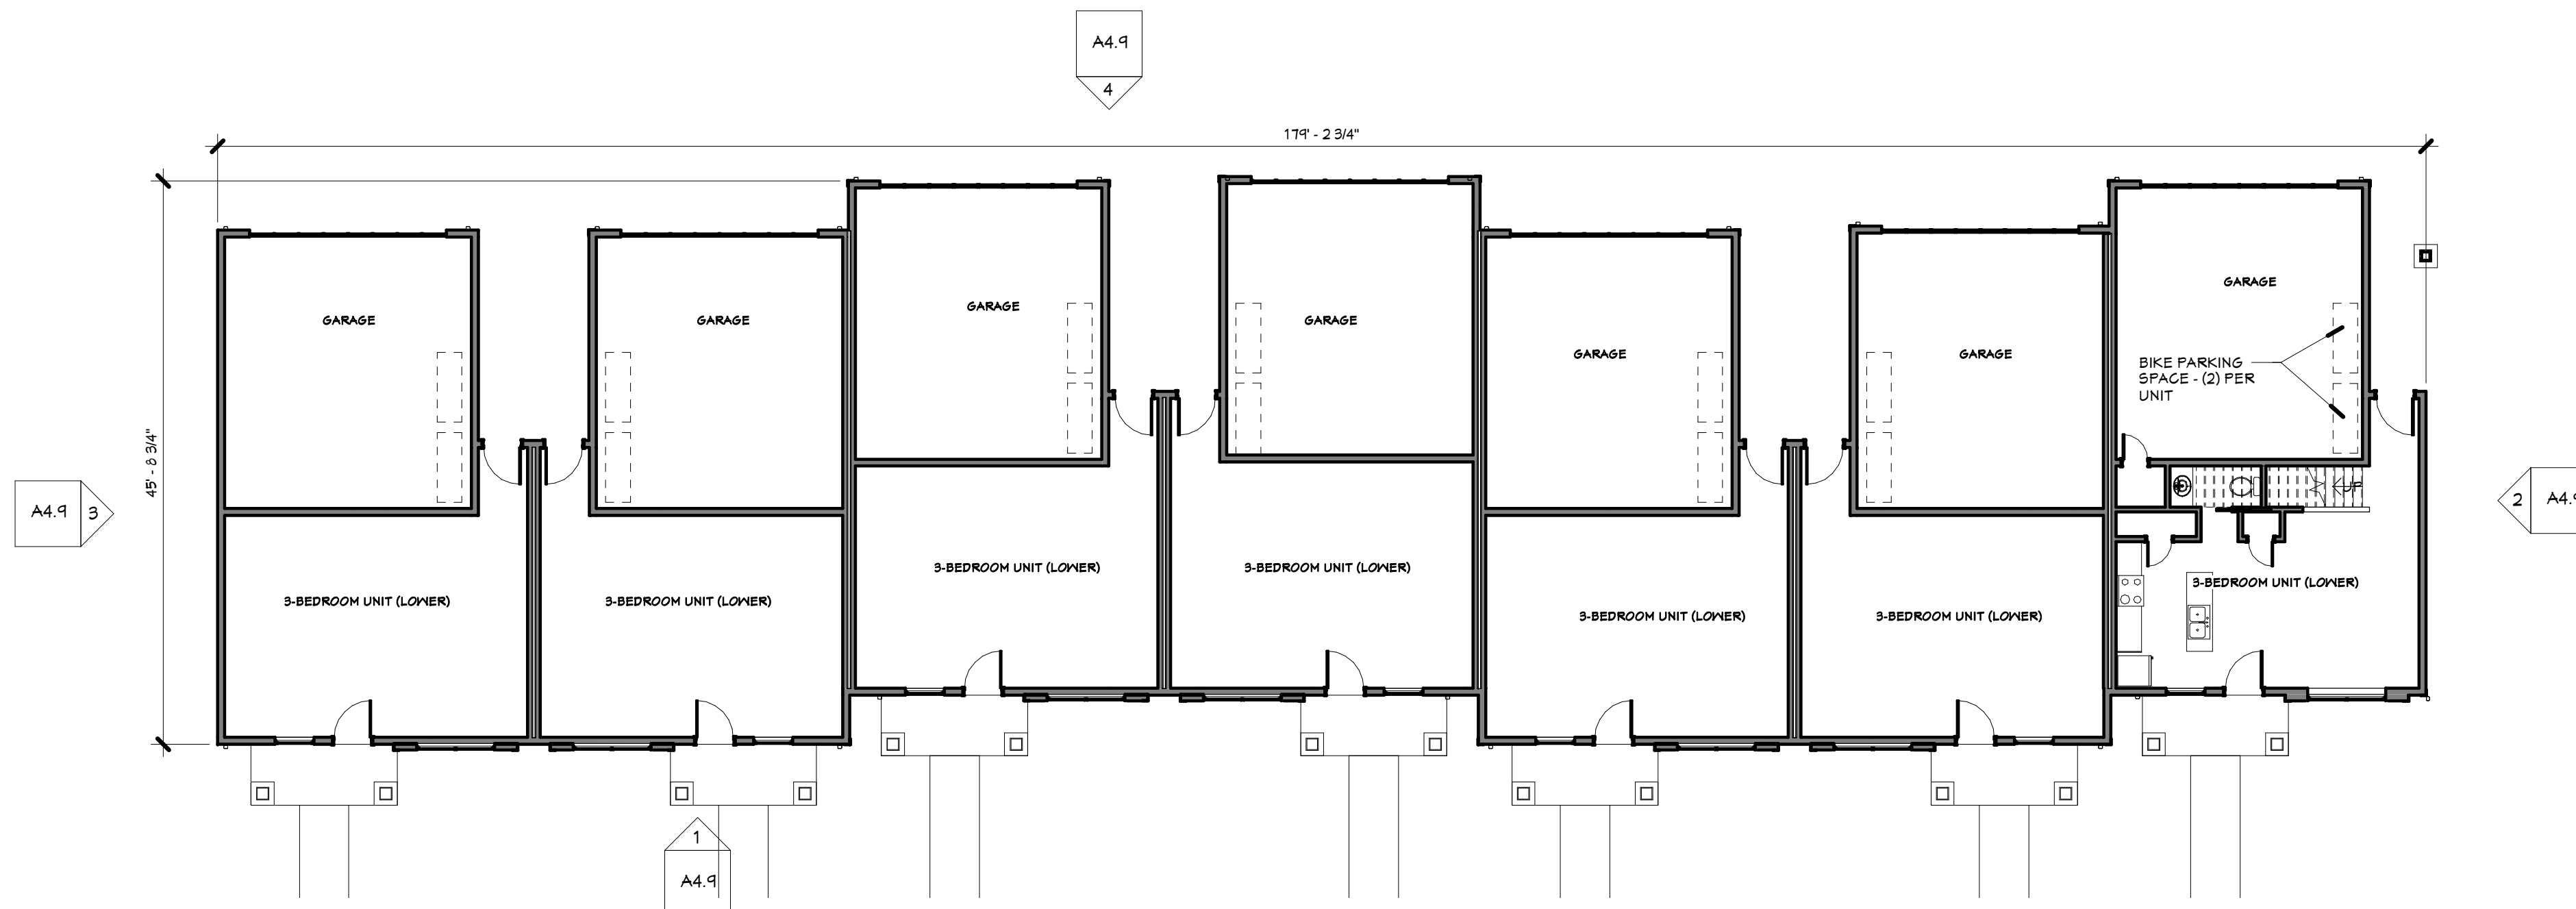 A4.9
4
179' - 2 3/4"
45' - 8 3/4"
GARAGE
GARAGE
GARAGE
GARAGE
GARAGE
GARAGE
GARAGE
BIKE PARKING
SPACE - (2) PER
UNIT
UP
A4.9
3
2
A4.9
3-BEDROOM UNIT (LOWER)
3-BEDROOM UNIT (LOWER)
3-BEDROOM UNIT (LOWER)
3-BEDROOM UNIT (LOWER)
3-BEDROOM UNIT (LOWER)
3-BEDROOM UNIT (LOWER)
3-BEDROOM UNIT (LOWER)
1
A4.9